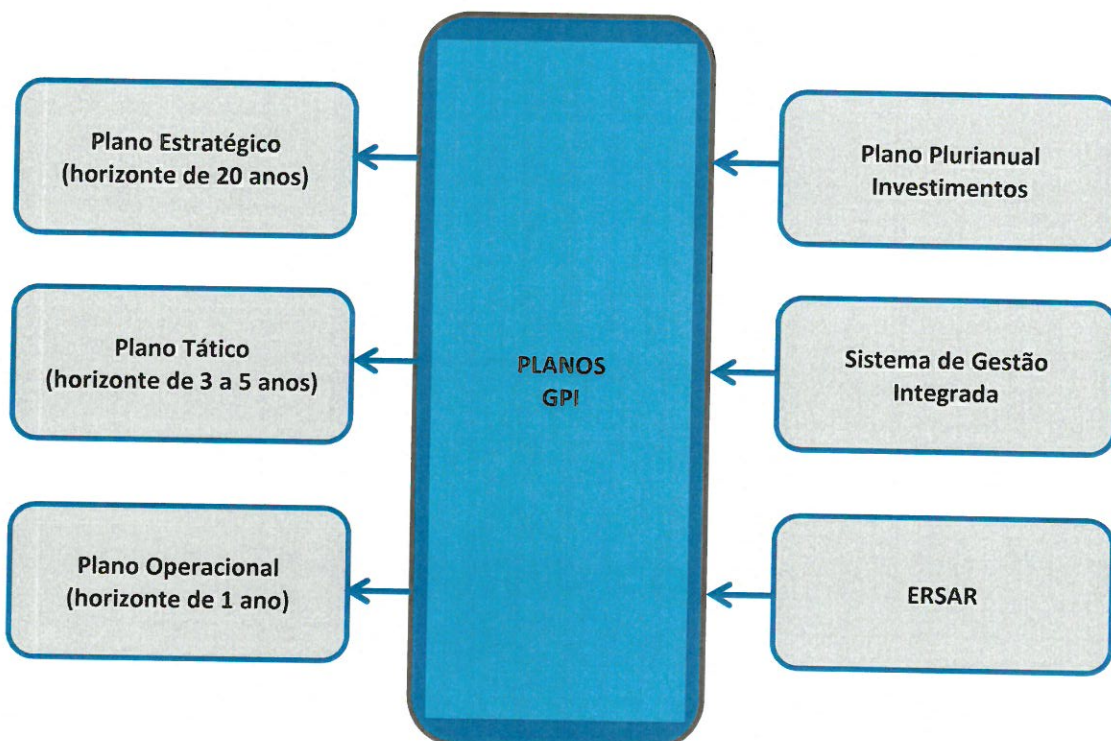 Plano Estratégico
(horizonte de 20 anos)
Plano Tático
(horizonte de 3 a 5 anos)
Plano Operacional
(horizonte de 1 ano)
PLANOS
GPI
Plano Plurianual
Investimentos
Sistema de Gestão
Integrada
ERSAR